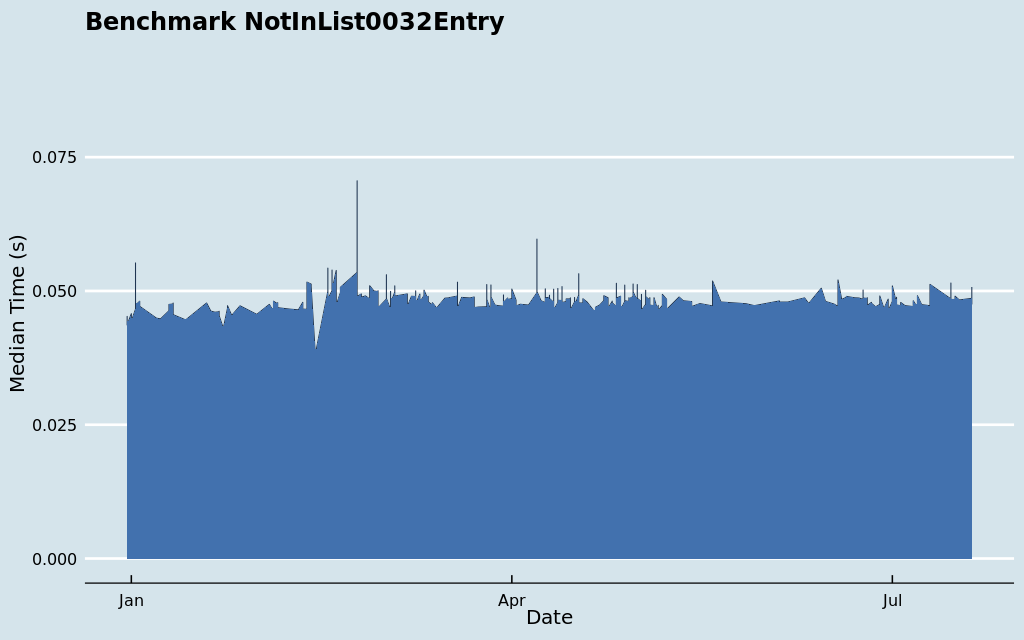 Benchmark NotInList0032Entry
Median Time (s)
0.075
0.050
0.025
0.000
Jan
Apr
Jul
Date